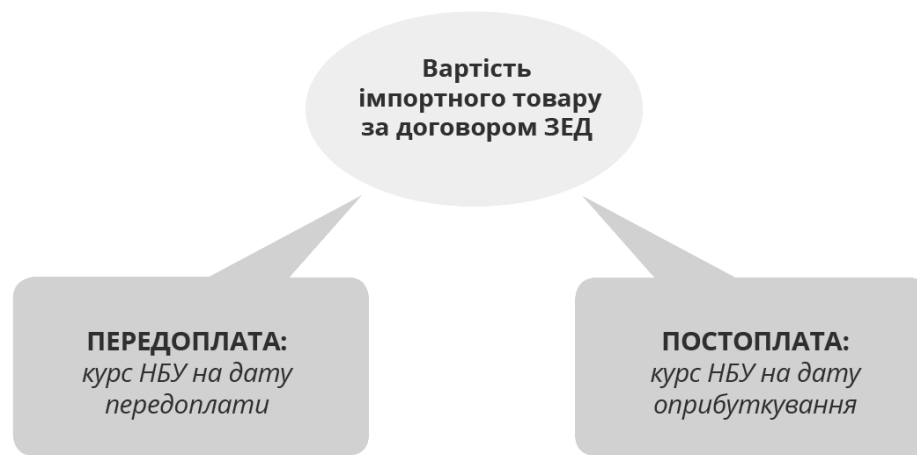 Вартість
імпортного товару
за договором ЗЕД
ПЕРЕДОПЛАТА:
курс НБУ на дату
передоплати
ПОСТОПЛАТА:
курс НБУ на дату
оприбуткування